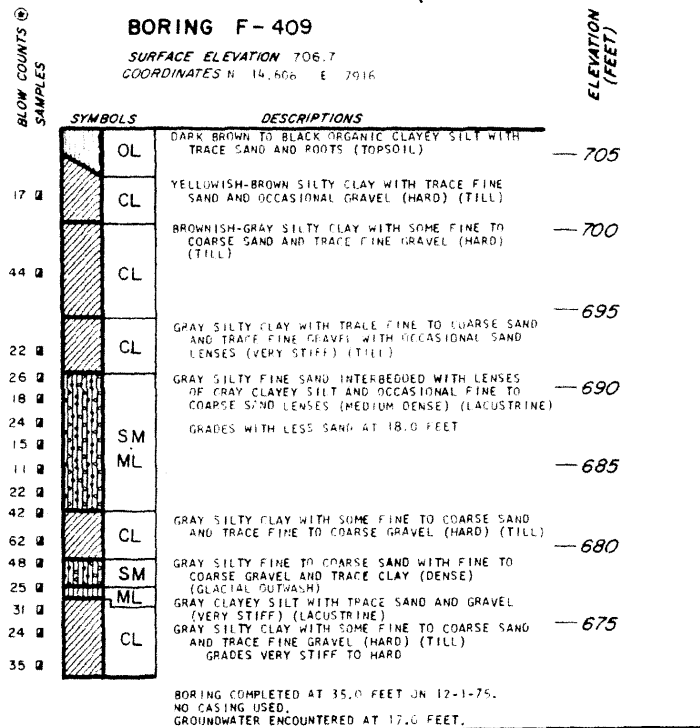 BORING F-409
SURFACE ELEVATION 706.7
COORDINATES N 14,606 E 7916
BLOW COUNTS ⊛
SAMPLES
ELEVATION (FEET)
SYMBOLS DESCRIPTIONS
OL DARK BROWN TO BLACK ORGANIC CLAYEY SILT WITH
TRACE SAND AND ROOTS (TOPSOIL)
705
17 CL YELLOWISH-BROWN SILTY CLAY WITH TRACE FINE
SAND AND OCCASIONAL GRAVEL (HARD) (TILL)
700
BROWNISH-GRAY SILTY CLAY WITH SOME FINE TO
COARSE SAND AND TRACE FINE GRAVEL (HARD)
(TILL)
44 CL
695
GRAY SILTY CLAY WITH TRACE FINE TO COARSE SAND
AND TRACE FINE GRAVEL WITH OCCASIONAL SAND
22 CL LENSES (VERY STIFF) (TILL)
26 GRAY SILTY FINE SAND INTERBEDDED WITH LENSES
690
18 OF GRAY CLAYEY SILT AND OCCASIONAL FINE TO
COARSE SAND LENSES (MEDIUM DENSE) (LACUSTRINE)
24 GRADES WITH LESS SAND AT 18.0 FEET
15 SM
11 ML
685
22
42 GRAY SILTY CLAY WITH SOME FINE TO COARSE SAND
62 CL AND TRACE FINE TO COARSE GRAVEL (HARD) (TILL)
680
48 GRAY SILTY FINE TO COARSE SAND WITH FINE TO
SM COARSE GRAVEL AND TRACE CLAY (DENSE)
25 (GLACIAL OUTWASH)
ML GRAY CLAYEY SILT WITH TRACE SAND AND GRAVEL
31 (VERY STIFF) (LACUSTRINE)
675
24 CL GRAY SILTY CLAY WITH SOME FINE TO COARSE SAND
AND TRACE FINE GRAVEL (HARD) (TILL)
GRADES VERY STIFF TO HARD
35
BORING COMPLETED AT 35.0 FEET ON 12-1-75.
NO CASING USED.
GROUNDWATER ENCOUNTERED AT 17.0 FEET.